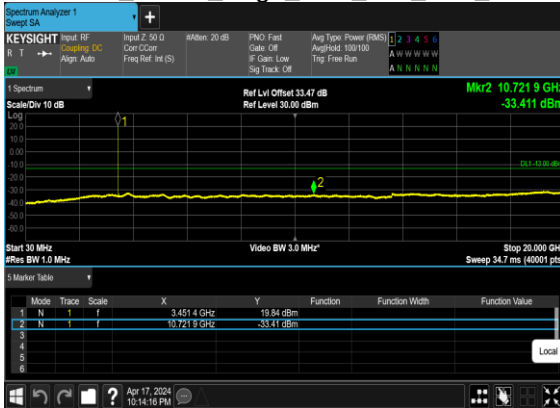 Spectrum Analyzer 1
Swept SA
+
KEYSIGHT Input: RF Input Z: 50 Ω #Atten: 20 dB PNO: Fast Avg Type: Power (RMS) 1 2 3 4 5 6
R T Coupling: DC Corr CCorr Gate: Off Avg|Hold: 100/100 A W W W W W
Align: Auto Freq Ref: Int (S) IF Gain: Low Trig: Free Run
Sig Track: Off A N N N N N
1 Spectrum Ref Lvl Offset 33.47 dB Mkr2 10.721 9 GHz
Scale/Div 10 dB Ref Level 30.00 dBm -33.411 dBm
Log
20.0
10.0
0.00
-10.0
-20.0
-30.0
-40.0
-50.0
-60.0
1
DL1 -13.00 dBm
2
Start 30 MHz Video BW 3.0 MHz* Stop 20.000 GH
#Res BW 1.0 MHz Sweep 34.7 ms (40001 pts
5 Marker Table
Mode Trace Scale X Y Function Function Width Function Value
1 N 1 f 3.451 4 GHz 19.84 dBm
2 N 1 f 10.721 9 GHz -33.41 dBm
3
4
5
6
Local
? Apr 17, 2024
10:14:16 PM